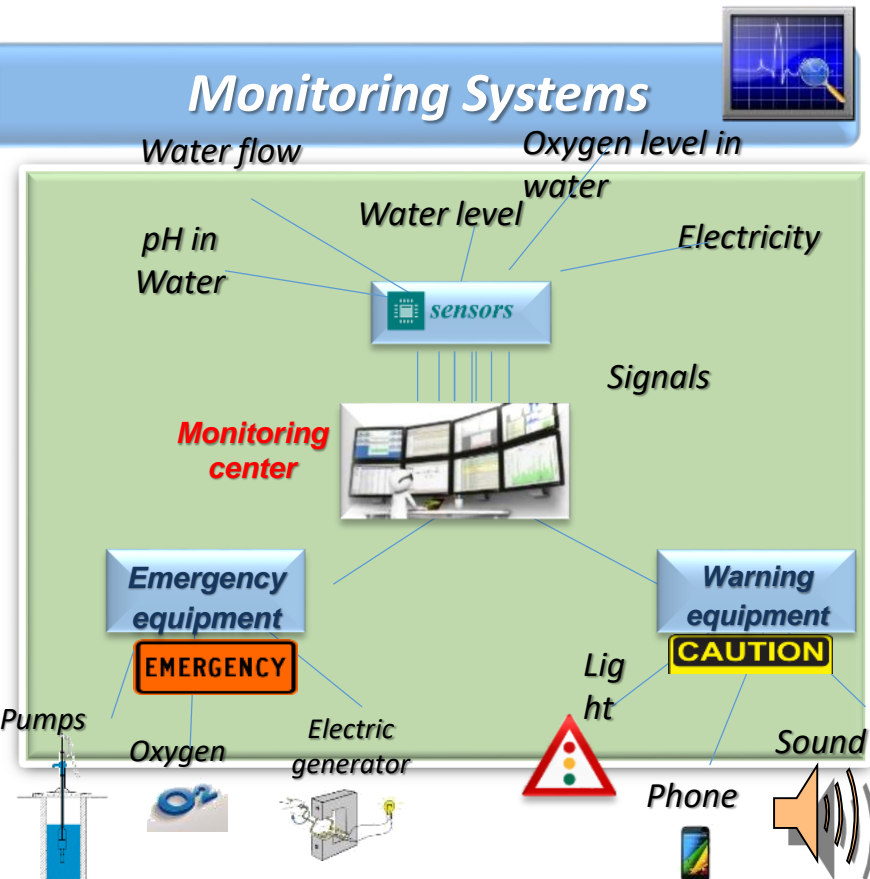 Monitoring Systems
Water flow
Oxygen level in
water
Water level
pH in
Water
Electricity
sensors
Signals
Monitoring
center
Emergency
equipment
EMERGENCY
Warning
equipment
CAUTION
Pumps
Oxygen
Electric
generator
Lig
ht
Phone
Sound
O2